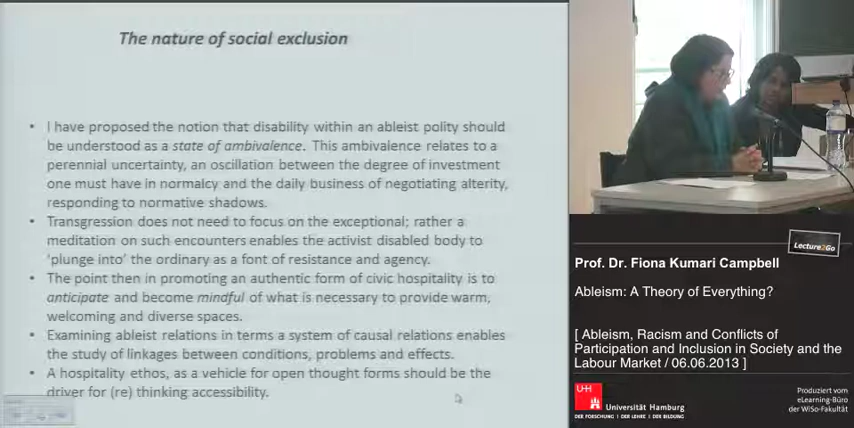 The nature of social exclusion
• I have proposed the notion that disability within an ableist polity should
be understood as a state of ambivalence. This ambivalence relates to a
perennial uncertainty, an oscillation between the degree of investment
one must have in normalcy and the daily business of negotiating alterity,
responding to normative shadows.
• Transgression does not need to focus on the exceptional; rather a
meditation on such encounters enables the activist disabled body to
'plunge into' the ordinary as a font of resistance and agency.
• The point then in promoting an authentic form of civic hospitality is to
anticipate and become mindful of what is necessary to provide warm,
welcoming and diverse spaces.
• Examining ableist relations in terms a system of causal relations enables
the study of linkages between conditions, problems and effects.
• A hospitality ethos, as a vehicle for open thought forms should be the
driver for (re) thinking accessibility.
Lecture2Go
Prof. Dr. Fiona Kumari Campbell
Ableism: A Theory of Everything?
[ Ableism, Racism and Conflicts of
Participation and Inclusion in Society and the
Labour Market / 06.06.2013 ]
UH
Universität Hamburg
DER FORSCHUNG | DER LEHRE | DER BILDUNG
Produziert vom
eLearning-Büro
der WiSo-Fakultät